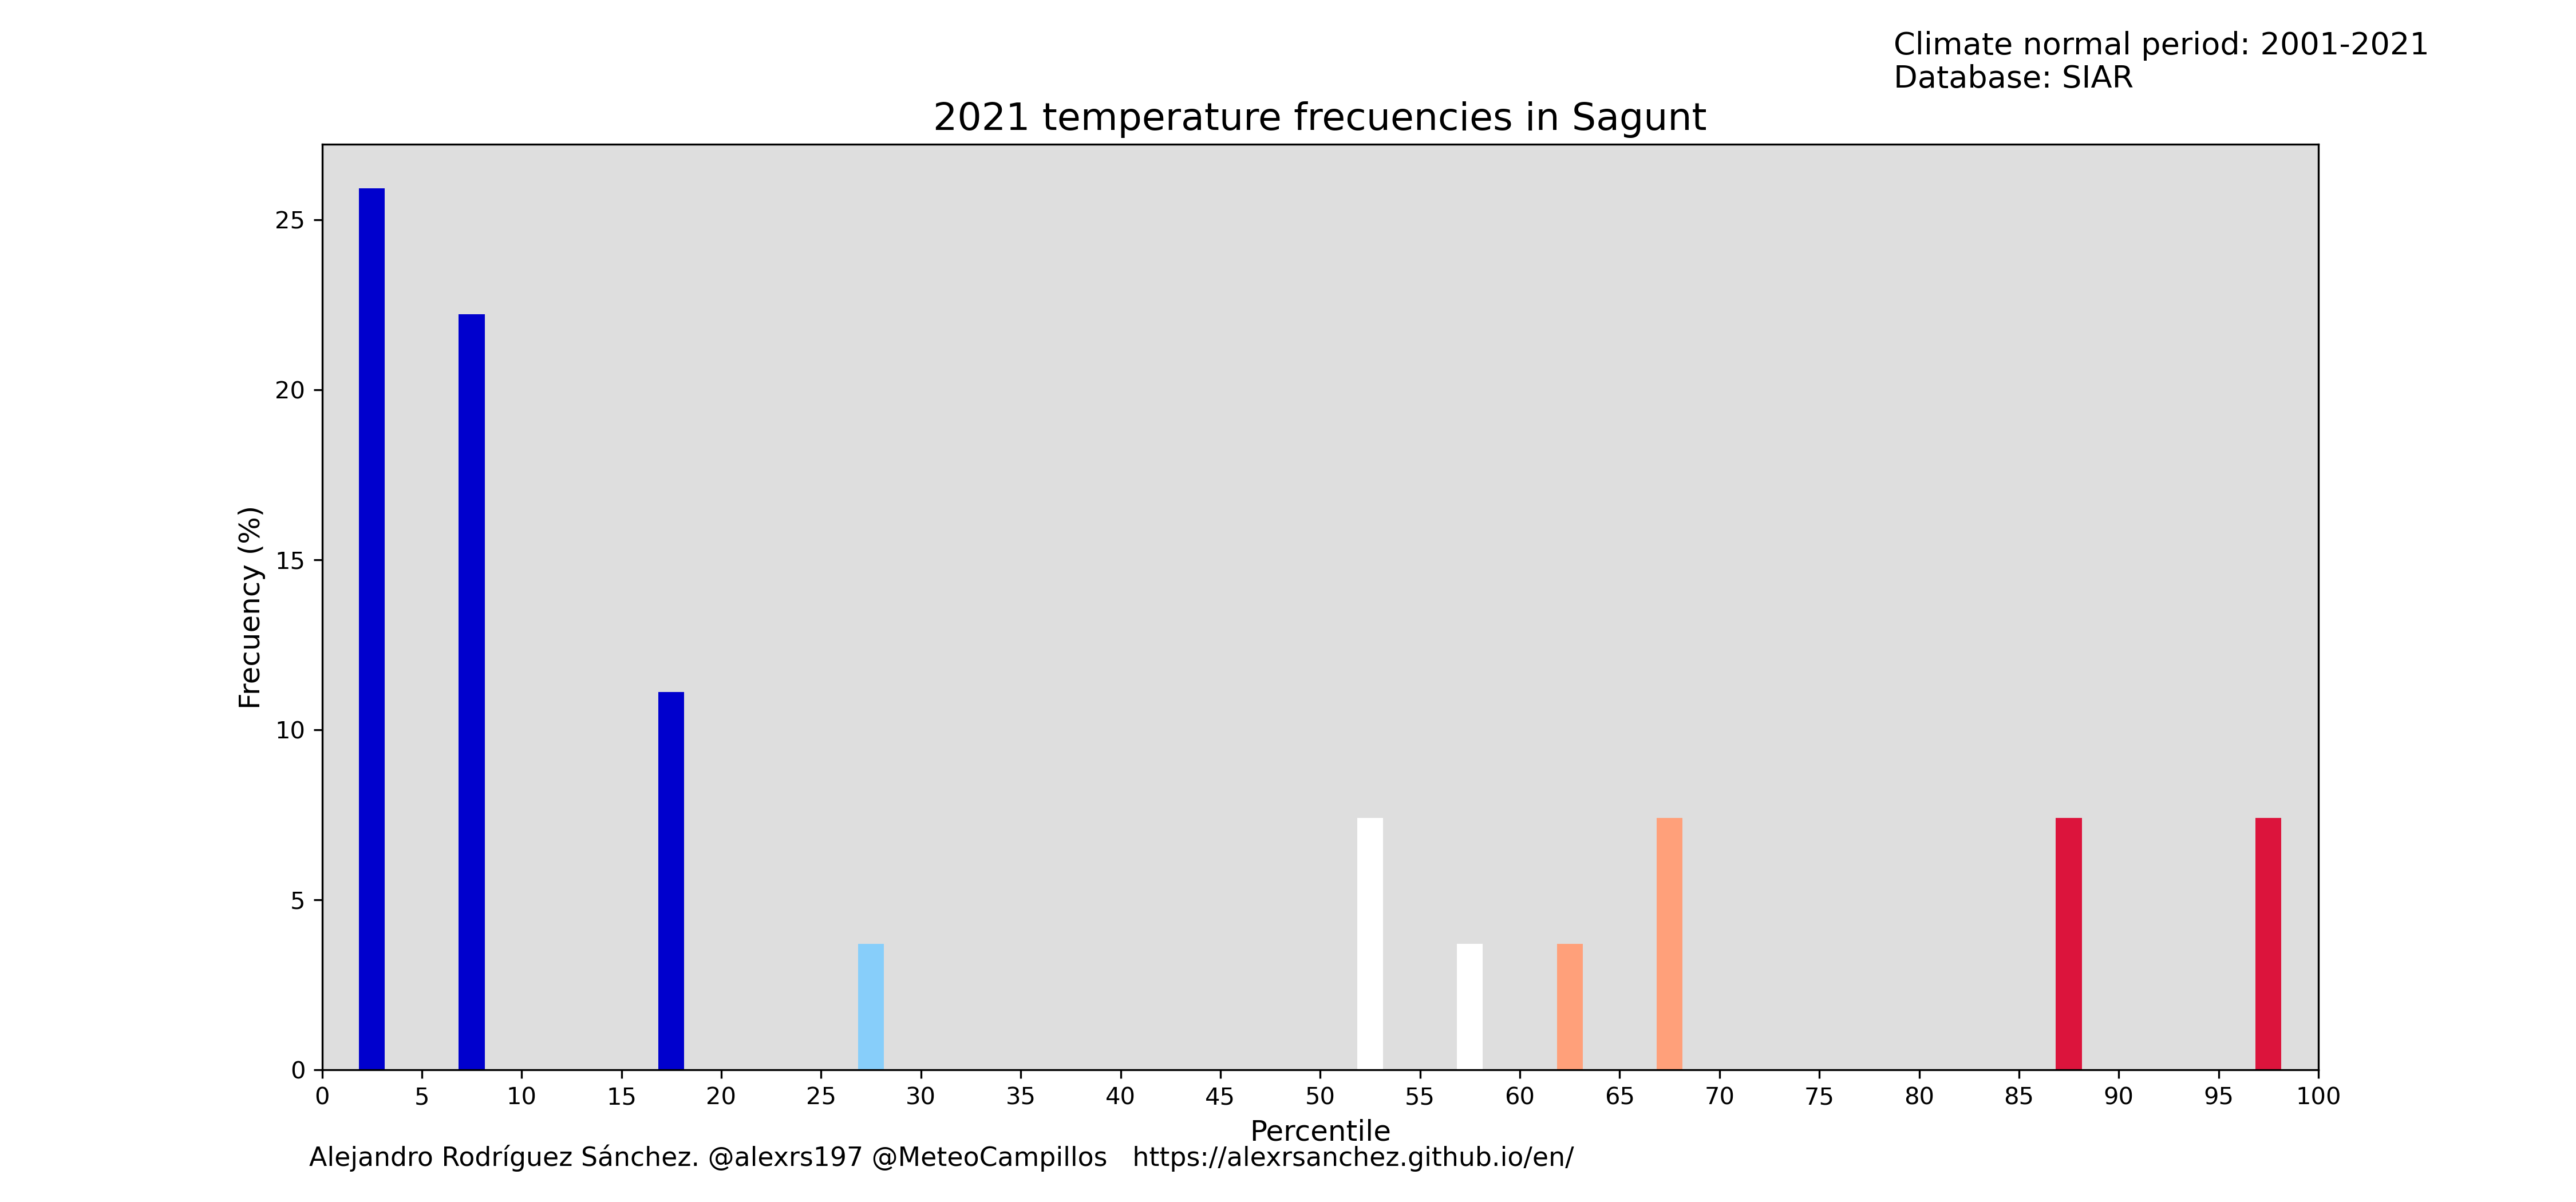 Climate normal period: 2001-2021
Database: SIAR
2021 temperature frecuencies in Sagunt
Frecuency (%)
25
20
15
10
5
0
0 5 10 15 20 25 30 35 40 45 50 55 60 65 70 75 80 85 90 95 100
Percentile
Alejandro Rodríguez Sánchez. @alexrs197 @MeteoCampillos https://alexrsanchez.github.io/en/